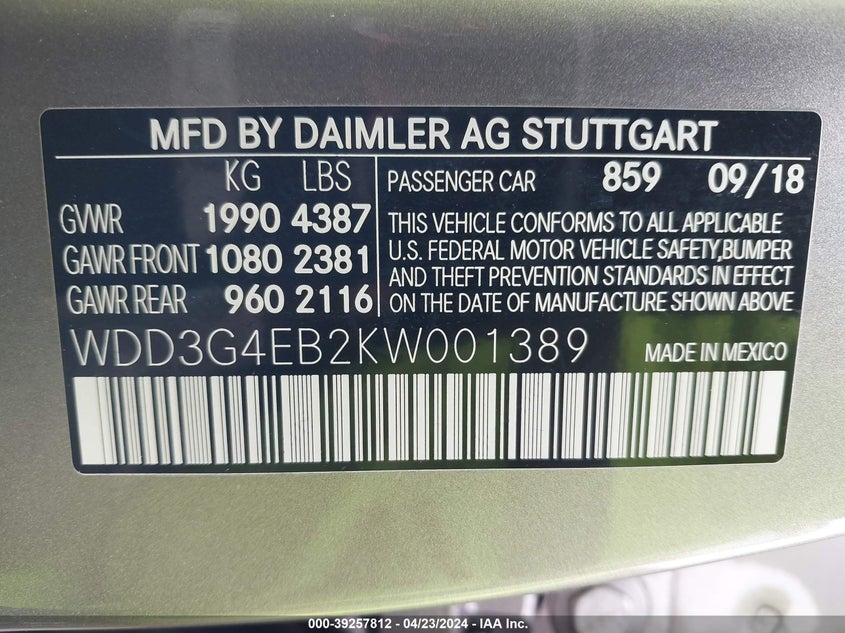 MFD BY DAIMLER AG STUTTGART
KG LBS
GVWR 1990 4387
GAWR FRONT 1080 2381
GAWR REAR 960 2116
PASSENGER CAR 859 09/18
THIS VEHICLE CONFORMS TO ALL APPLICABLE
U.S. FEDERAL MOTOR VEHICLE SAFETY,BUMPER
AND THEFT PREVENTION STANDARDS IN EFFECT
ON THE DATE OF MANUFACTURE SHOWN ABOVE
WDD3G4EB2KW001389 MADE IN MEXICO
000-39257812 - 04/23/2024 - IAA Inc.